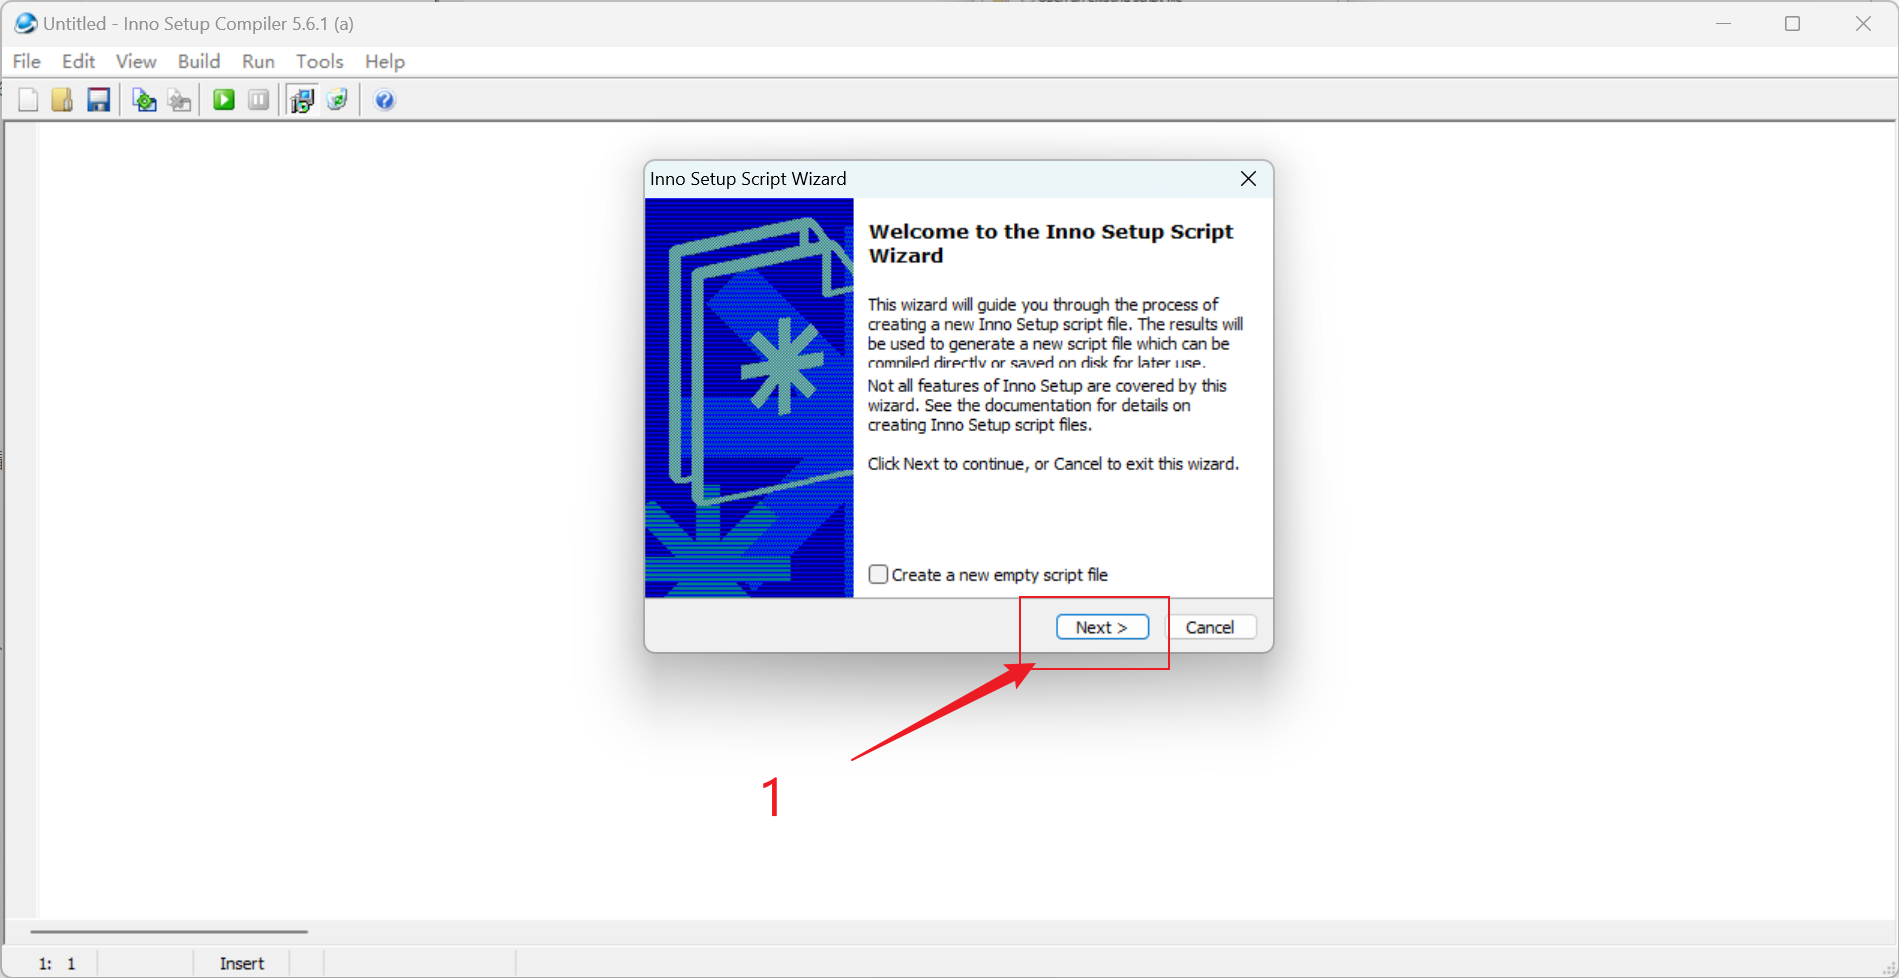 Untitled - Inno Setup Compiler 5.6.1 (a)
File Edit View Build Run Tools Help
Inno Setup Script Wizard
Welcome to the Inno Setup Script
Wizard
This wizard will guide you through the process of
creating a new Inno Setup script file. The results will
be used to generate a new script file which can be
compiled directly or saved on disk for later use.
Not all features of Inno Setup are covered by this
wizard. See the documentation for details on
creating Inno Setup script files.
Click Next to continue, or Cancel to exit this wizard.
Create a new empty script file
Next > Cancel
1
1: 1 Insert